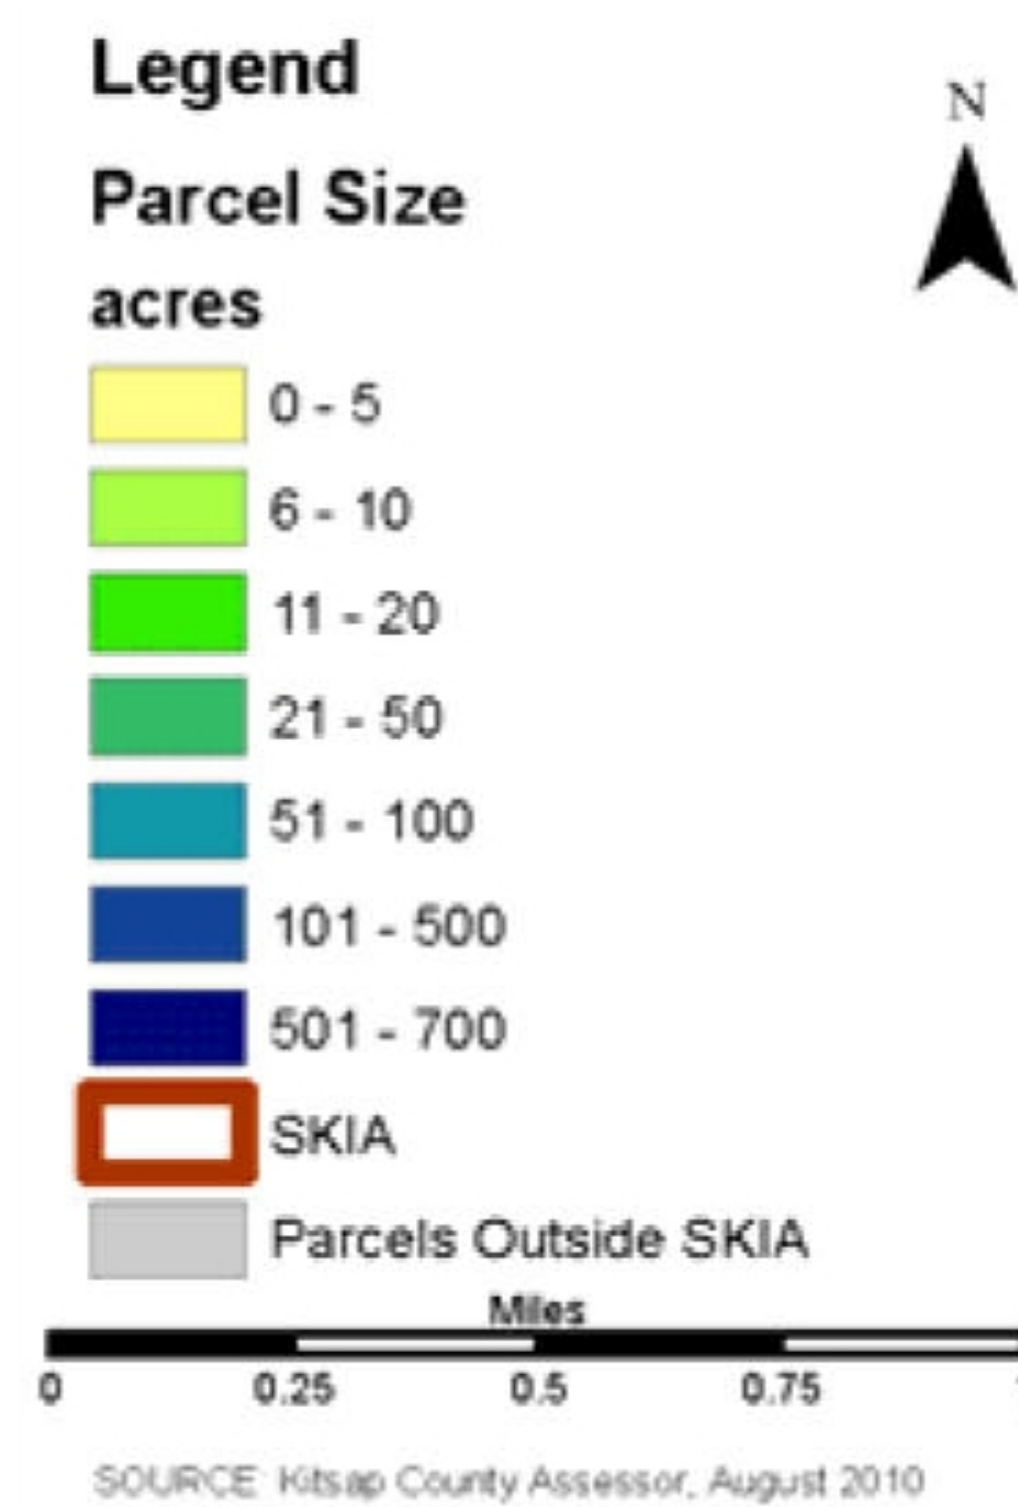 Legend
N
Parcel Size
acres
0 - 5
6 - 10
11 - 20
21 - 50
51 - 100
101 - 500
501 - 700
SKIA
Parcels Outside SKIA
Miles
0 0.25 0.5 0.75
SOURCE: Kitsap County Assessor, August 2010